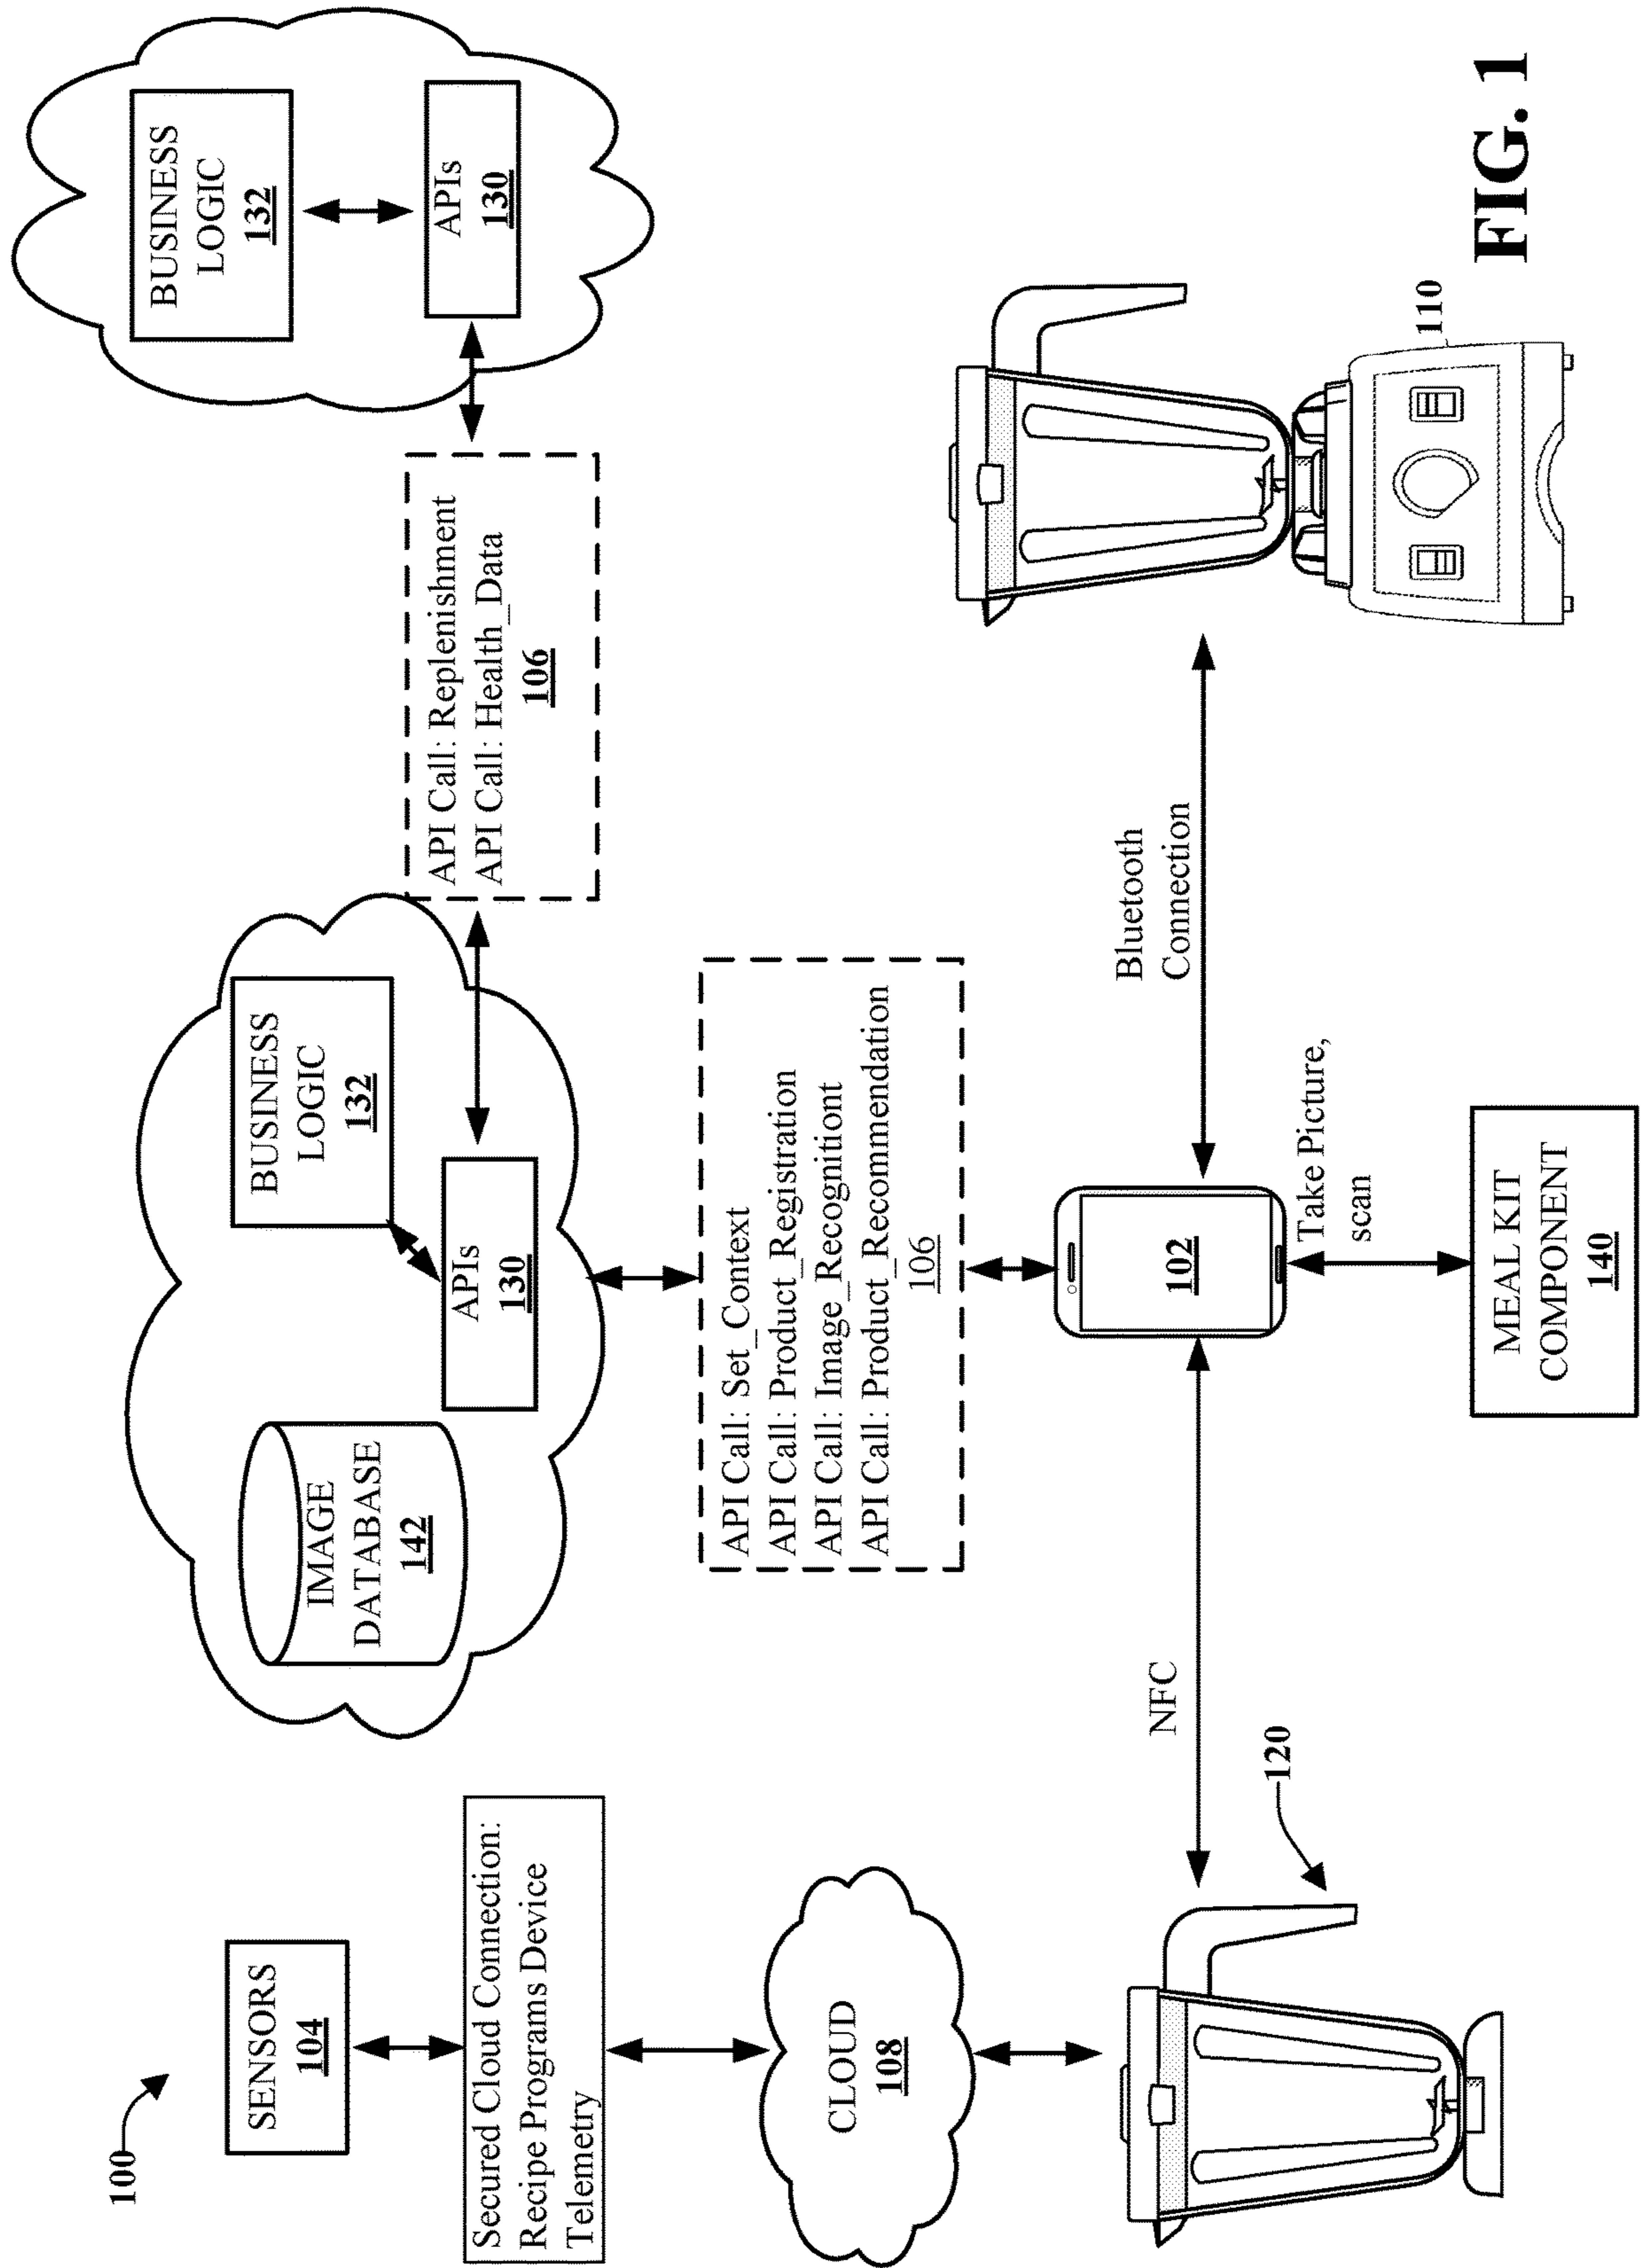 100
SENSORS
104
Secured Cloud Connection:
Recipe Programs Device
Telemetry
CLOUD
108
120
NFC
IMAGE
DATABASE
142
BUSINESS
LOGIC
132
APIs
130
API Call: Set_Context
API Call: Product_Registration
API Call: Image_Recognitont
API Call: Product_Recommendation
106
102
Take Picture,
scan
MEAL KIT
COMPONENT
140
Bluetooth
Connection
API Call: Replenishment
API Call: Health_Data
106
BUSINESS
LOGIC
132
APIs
130
110
FIG. 1